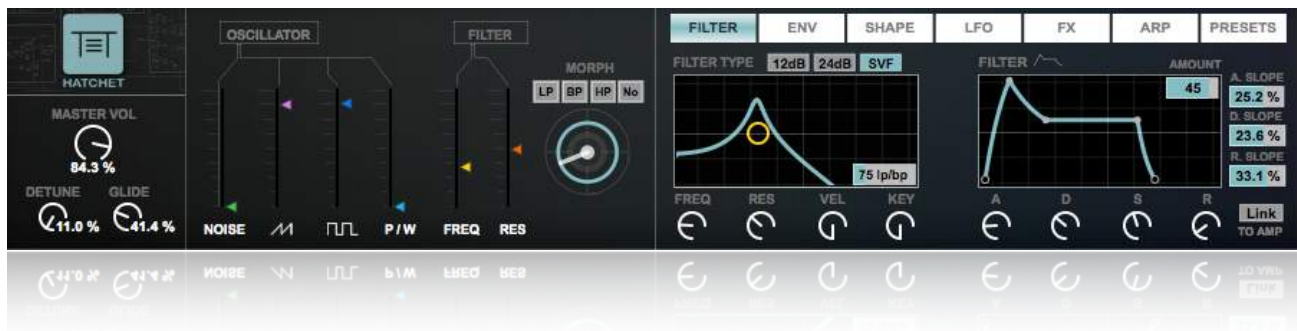 HATCHET
MASTER VOL
84.3 %
DETUNE GLIDE
11.0 % 41.4 %
OSCILLATOR
FILTER
NOISE P / W FREQ RES
MORPH
LP BP HP No
FILTER ENV SHAPE LFO FX ARP PRESETS
FILTER TYPE 12dB 24dB SVF
75 lp/bp
FREQ RES VEL KEY
FILTER
AMOUNT
45
A. SLOPE
25.2 %
D. SLOPE
23.6 %
R. SLOPE
33.1 %
A D S R
Link
TO AMP